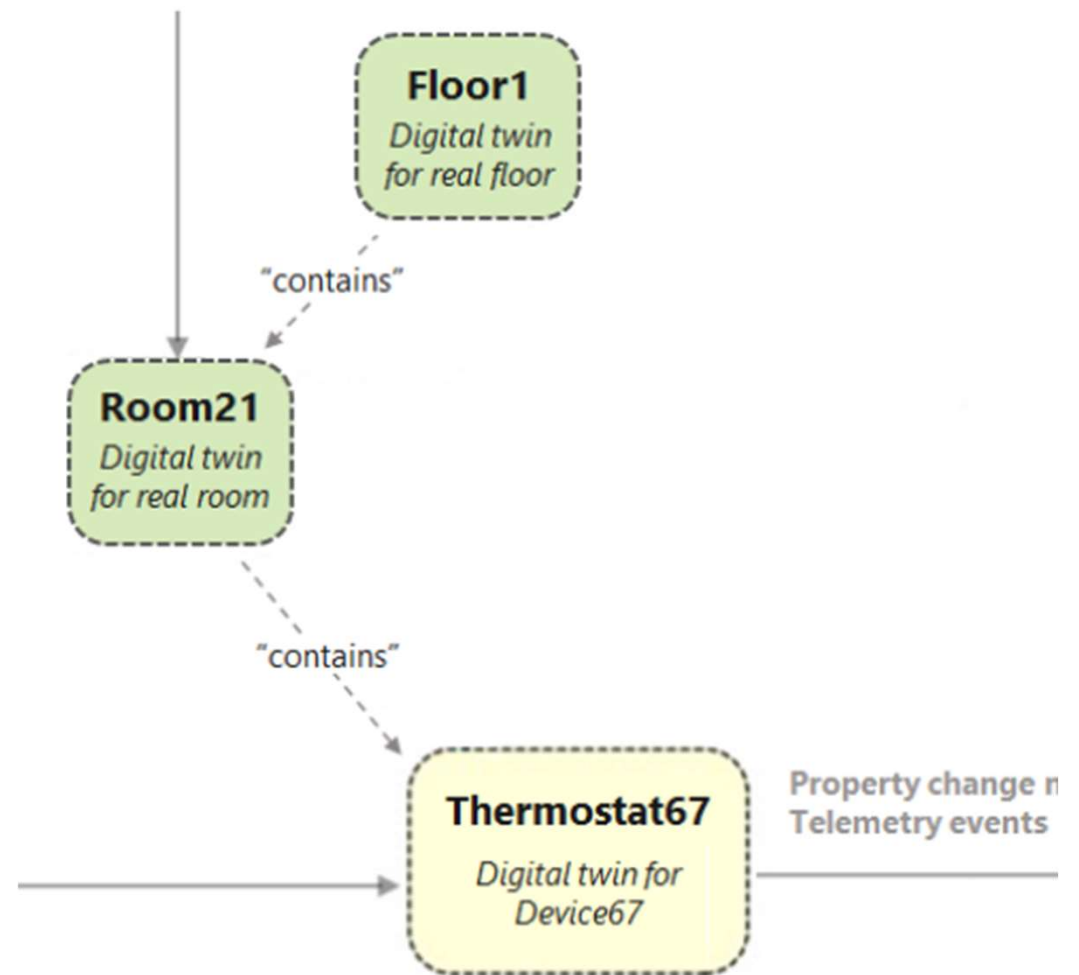 Floor1
Digital twin
for real floor
“contains”
Room21
Digital twin
for real room
“contains”
Thermostat67
Digital twin for
Device67
Property change
Telemetry events